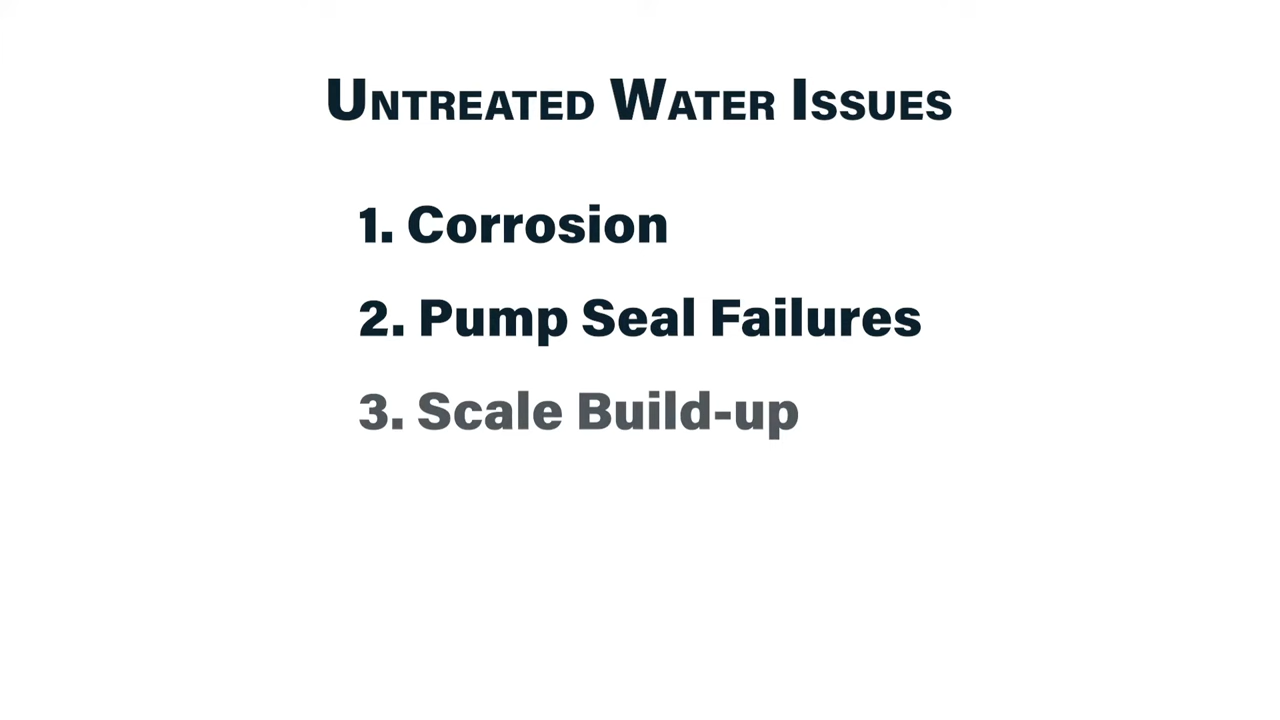 Untreated Water Issues
1. Corrosion
2. Pump Seal Failures
3. Scale Build-up